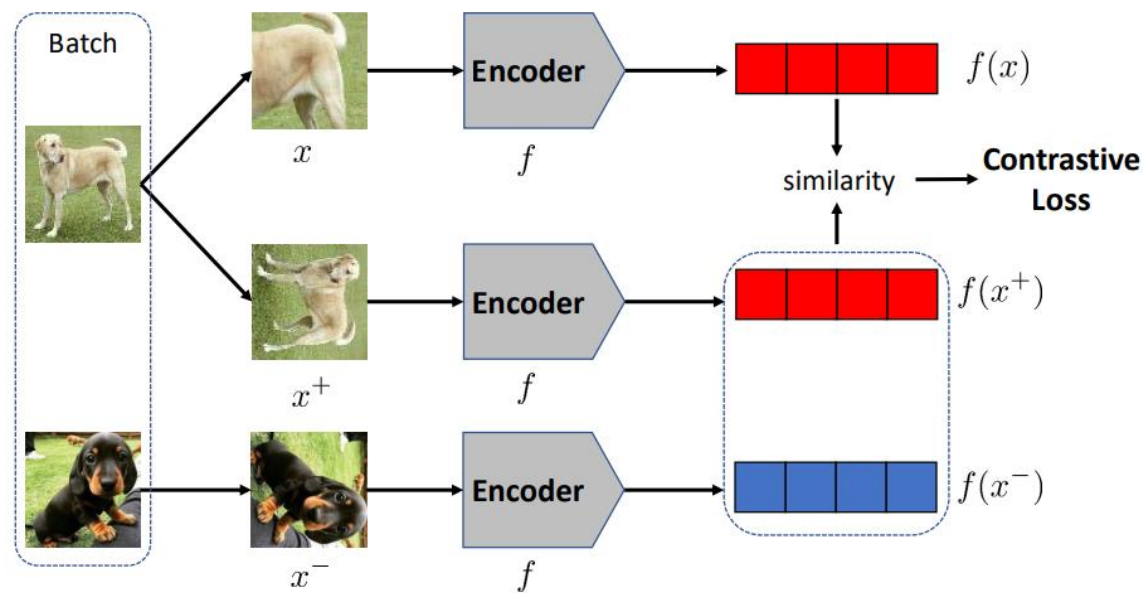 Batch
x
Encoder
f
f(x)
similarity
Contrastive
Loss
x⁺
Encoder
f
f(x⁺)
x⁻
Encoder
f
f(x⁻)